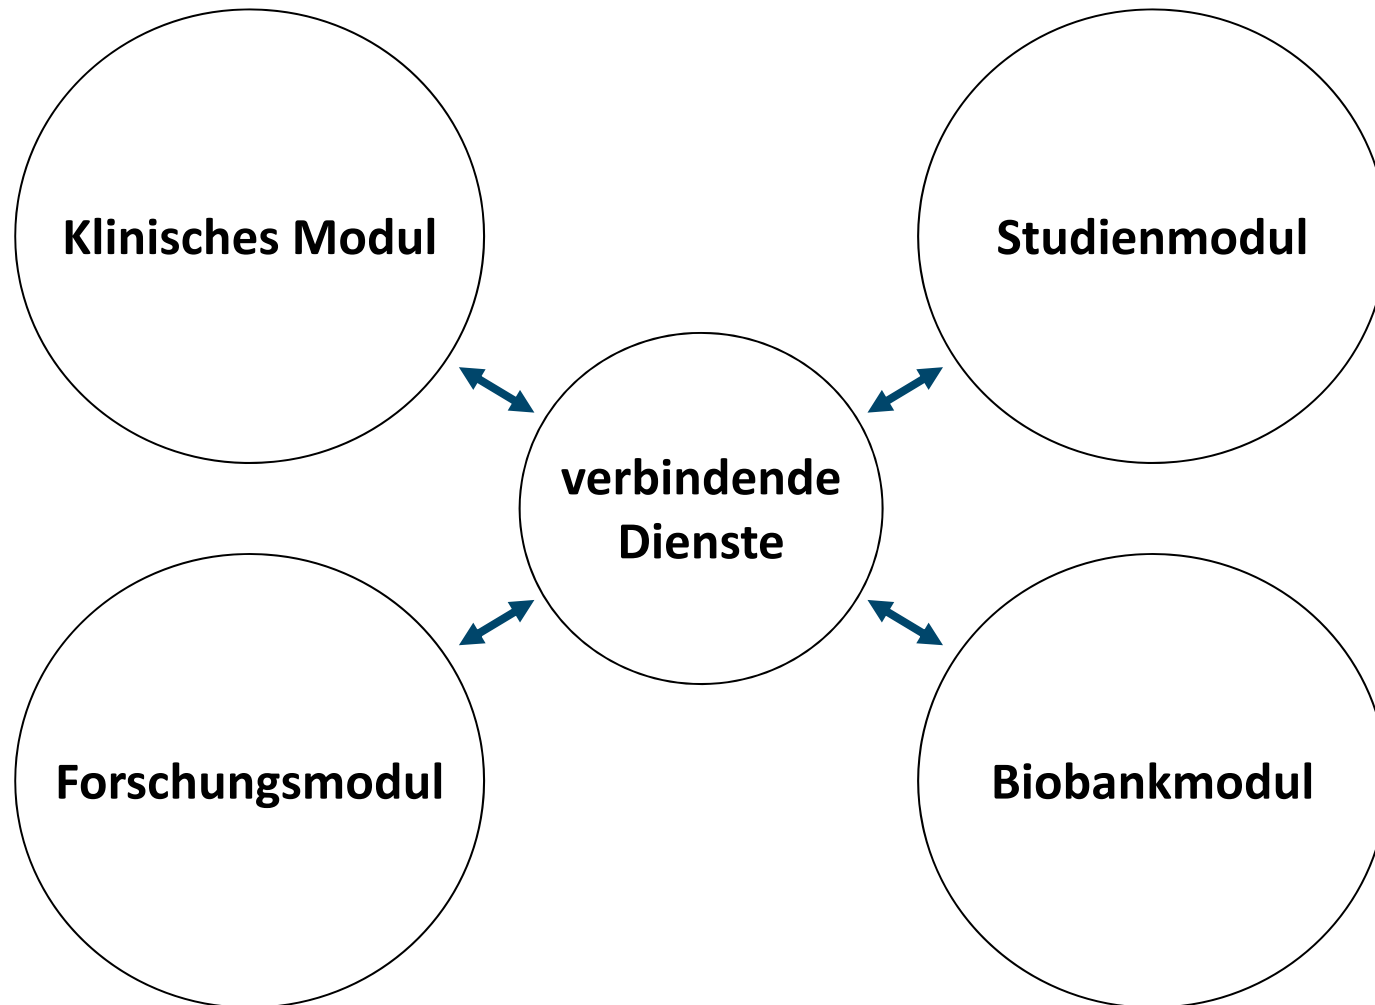 Klinisches Modul
Studienmodul
verbindende
Dienste
Forschungsmodul
Biobankmodul